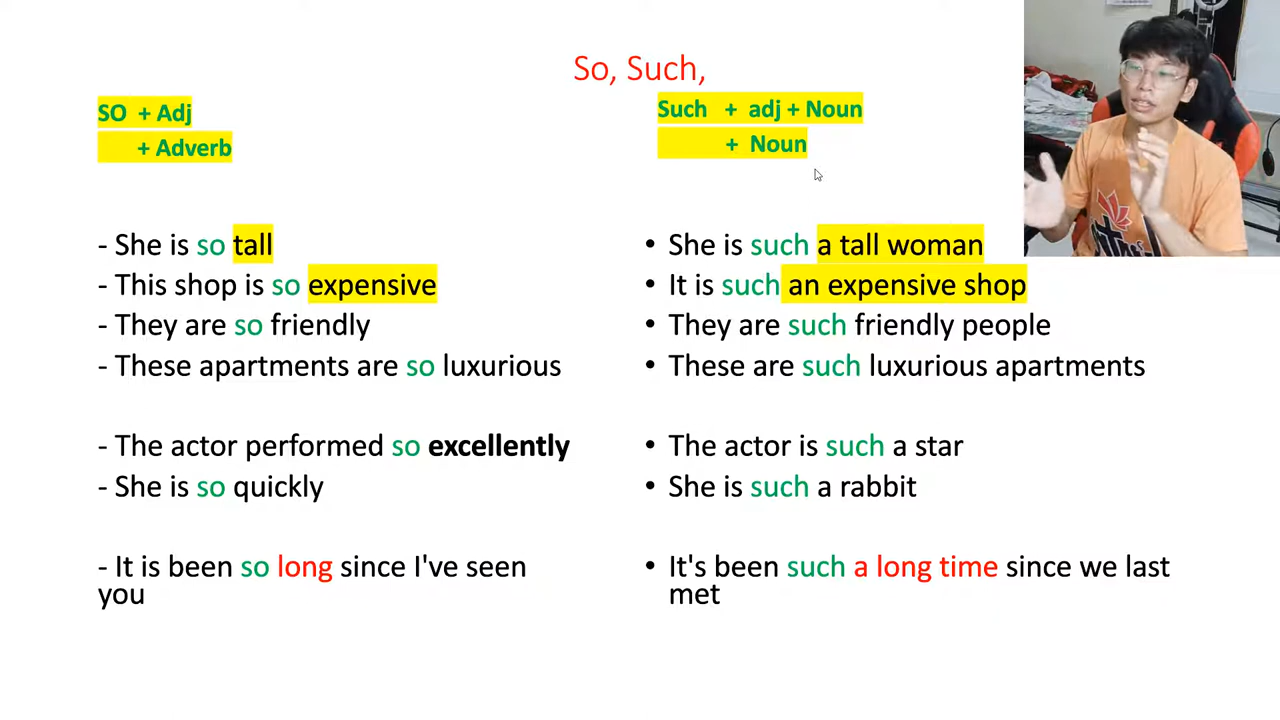 So, Such,
SO + Adj
+ Adverb
Such + adj + Noun
+ Noun
- She is so tall
- This shop is so expensive
- They are so friendly
- These apartments are so luxurious
- The actor performed so excellently
- She is so quickly
- It is been so long since I've seen
you
• She is such a tall woman
• It is such an expensive shop
• They are such friendly people
• These are such luxurious apartments
• The actor is such a star
• She is such a rabbit
• It's been such a long time since we last
met